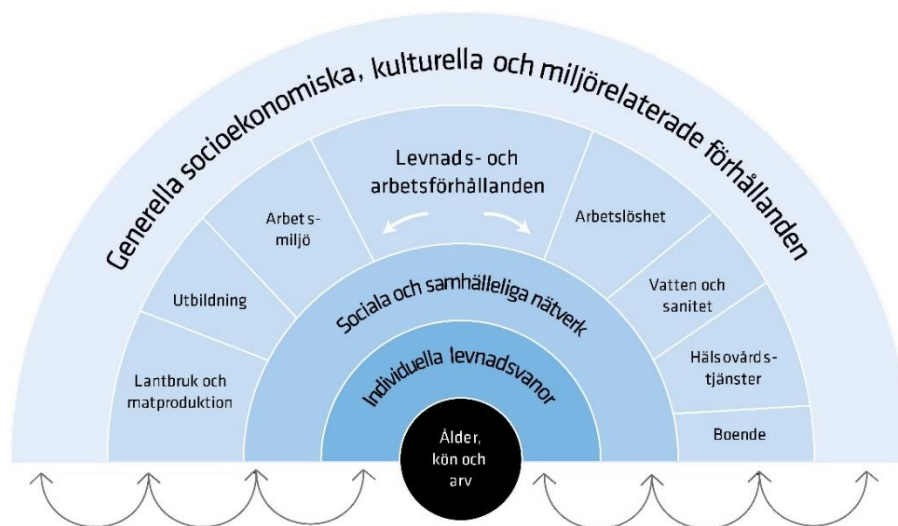 Generella socioekonomiska, kulturella och miljörelaterade förhållanden
Levnads- och
arbetsförhållanden
Arbets-
miljö
Arbetslöshet
Utbildning
Vatten och
sanitet
Lantbruk och
matproduktion
Hälsovårds-
tjänster
Boende
Sociala och samhälleliga nätverk
Individuella levnadsvanor
Ålder,
kön och
arv